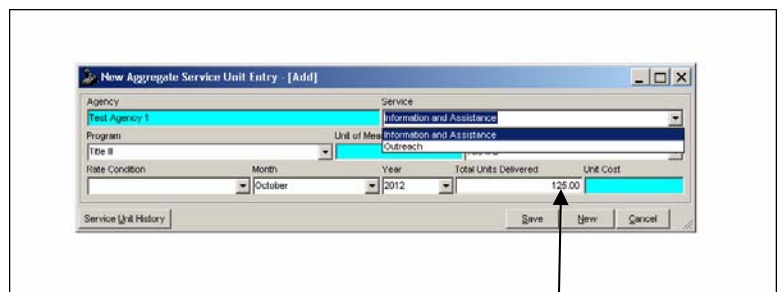 New Aggregate Service Unit Entry - [Add]
Agency Service
Test Agency 1 Information and Assistance
Program Unit of Mea Information and Assistance
Title III Outreach
Rate Condition Month Year Total Units Delivered Unit Cost
October 2012 125.00
Service Unit History Save New Cancel